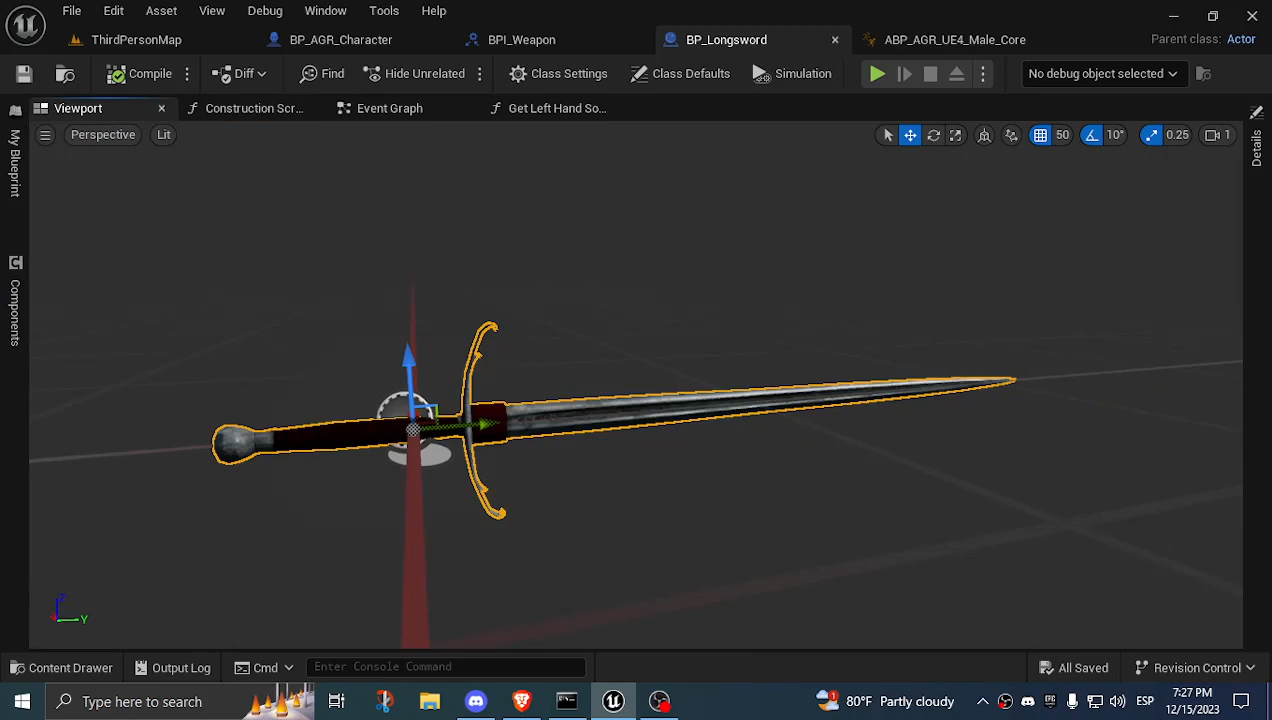 File Edit Asset View Debug Window Tools Help
ThirdPersonMap BP_AGR_Character BPI_Weapon BP_Longsword ABP_AGR_UE4_Male_Core Parent class: Actor
Compile Diff Find Hide Unrelated Class Settings Class Defaults Simulation No debug object selected
Viewport Construction Scr... Event Graph Get Left Hand So...
Perspective Lit 50 10° 0.25 1
My Blueprint
Components
Details
Z
Y
Content Drawer Output Log Cmd Enter Console Command All Saved Revision Control
Type here to search 80°F Partly cloudy ESP 7:27 PM
12/15/2023